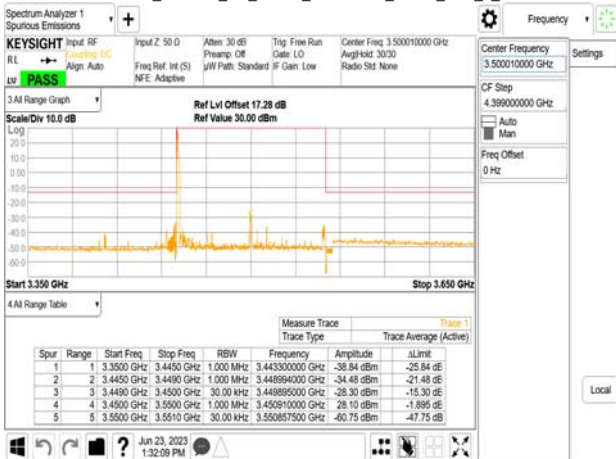 Spectrum Analyzer 1
Spurious Emissions
+
Frequency
KEYSIGHT Input: RF Input Z: 50 Ω Atten: 30 dB Trig: Free Run Center Freq: 3.500010000 GHz
RL Coupling: DC Preamp: Off Gate: LO Avg|Hold: 30/30
Align: Auto Freq Ref: Int (S) µW Path: Standard IF Gain: Low Radio Std: None
LV PASS NFE: Adaptive
Center Frequency
3.500010000 GHz
Settings
CF Step
4.399000000 GHz
Auto
Man
Freq Offset
0 Hz
Local
3 All Range Graph
Ref Lvl Offset 17.28 dB
Scale/Div 10.0 dB Ref Value 30.00 dBm
Log
20.0
10.0
0.00
-10.0
-20.0
-30.0
-40.0
-50.0
-60.0
Start 3.350 GHz Stop 3.650 GHz
4 All Range Table
Measure Trace Trace 1
Trace Type Trace Average (Active)
Spur Range Start Freq Stop Freq RBW Frequency Amplitude ΔLimit
1 1 3.3500 GHz 3.4450 GHz 1.000 MHz 3.443300000 GHz -38.84 dBm -25.84 dB
2 2 3.4450 GHz 3.4490 GHz 1.000 MHz 3.448994000 GHz -34.48 dBm -21.48 dB
3 3 3.4490 GHz 3.4500 GHz 30.00 kHz 3.449895000 GHz -28.30 dBm -15.30 dB
4 4 3.4500 GHz 3.5500 GHz 1.000 MHz 3.450910000 GHz 28.10 dBm -1.895 dB
5 5 3.5500 GHz 3.5510 GHz 30.00 kHz 3.550857500 GHz -60.75 dBm -47.75 dB
?
Jun 23, 2023
1:32:09 PM